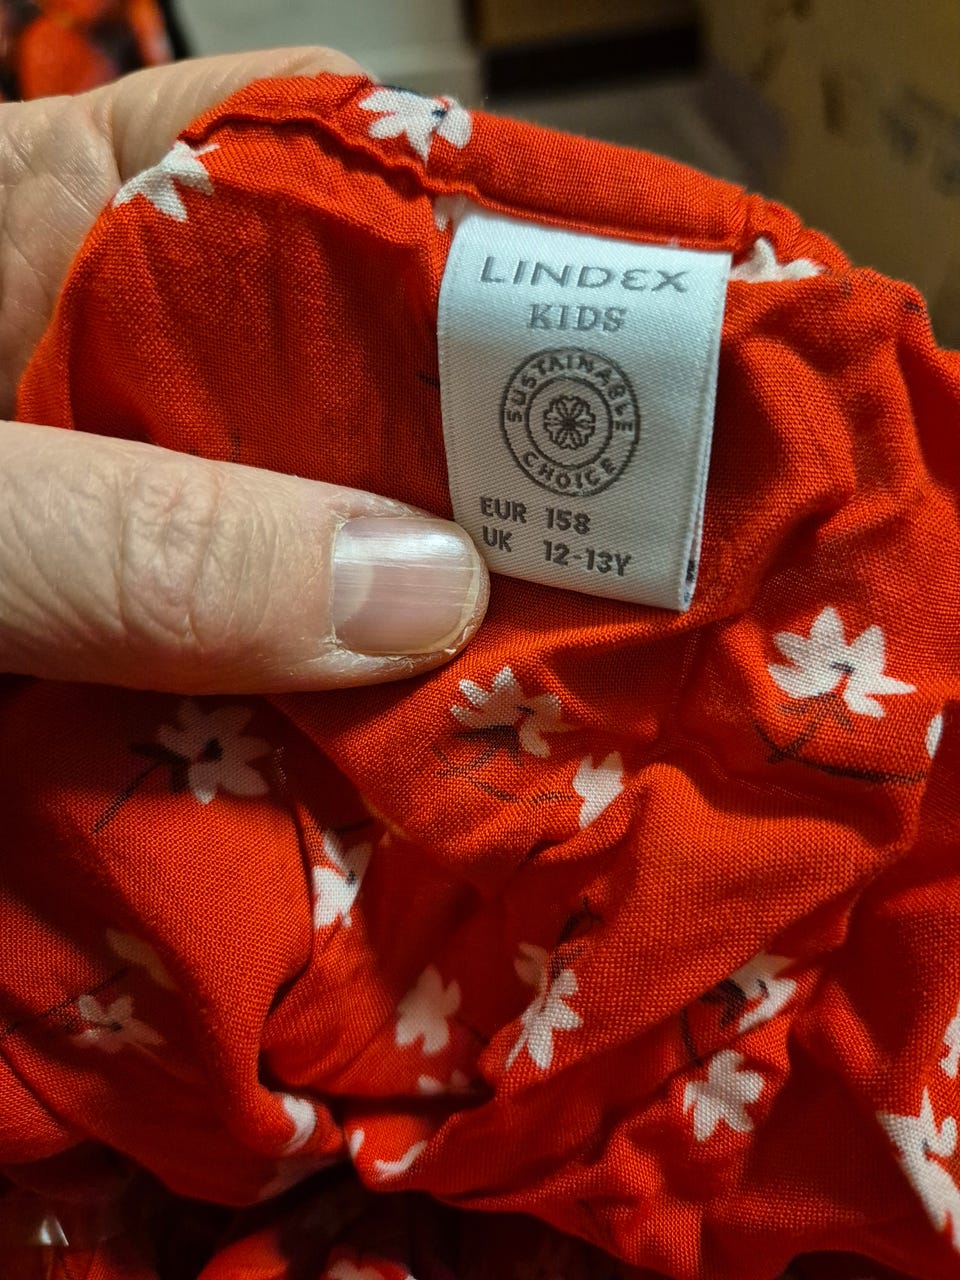 LINDEX
KIDS
SUSTAINABLE
CHOICE
EUR 158
UK 12-13Y